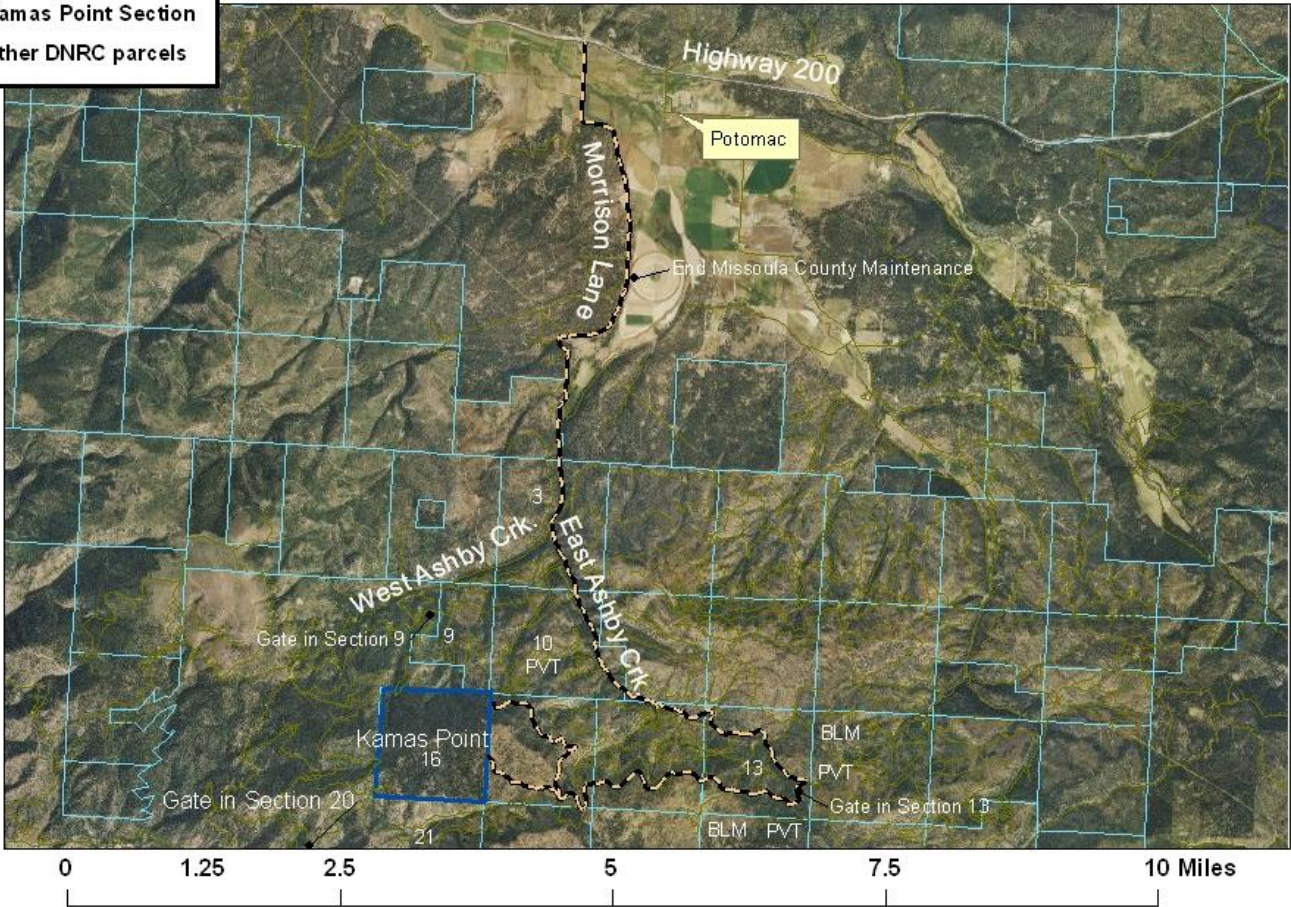 Kamas Point Section
ther DNRC parcels
Highway 200
Potomac
Morrison Lane
End Missoula County Maintenance
3
West Ashby Crk.
East Ashby Crk.
Gate in Section 9
9
10
PVT
Kamas Point
16
BLM
13
PVT
Gate in Section 20
Gate in Section 13
21
BLM PVT
0 1.25 2.5 5 7.5 10 Miles